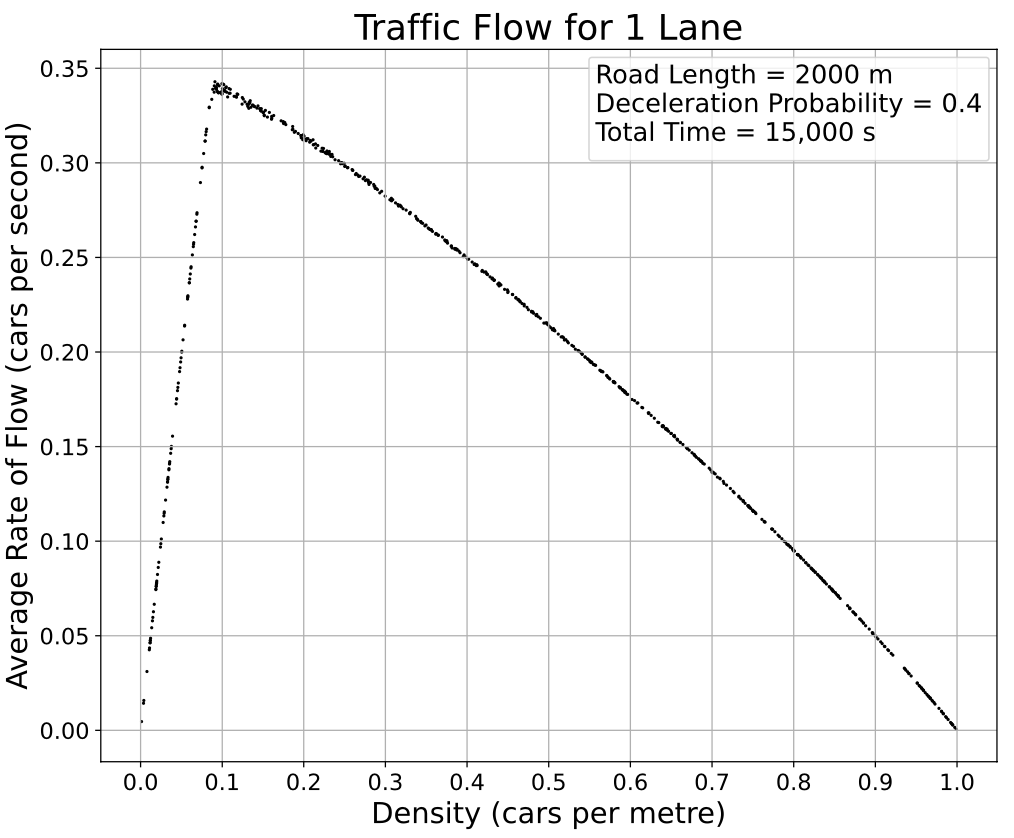 Traffic Flow for 1 Lane
Road Length = 2000 m
Deceleration Probability = 0.4
Total Time = 15,000 s
Average Rate of Flow (cars per second)
0.35
0.30
0.25
0.20
0.15
0.10
0.05
0.00
0.0 0.1 0.2 0.3 0.4 0.5 0.6 0.7 0.8 0.9 1.0
Density (cars per metre)